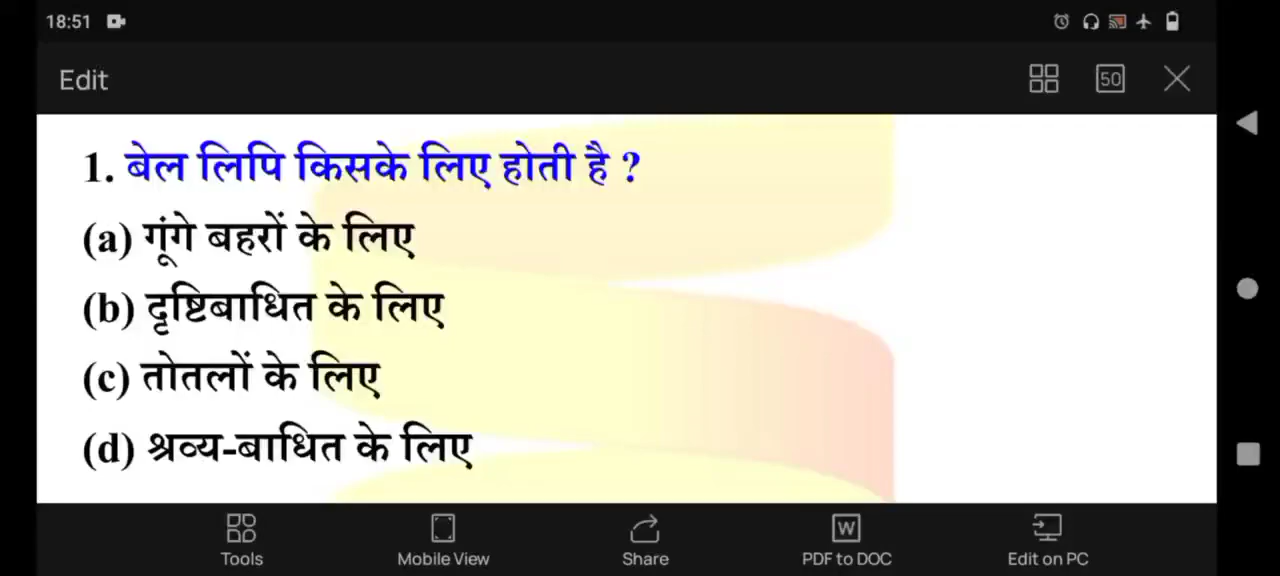 18:51
Edit
50
1. बेल लिपि किसके लिए होती है ?
(a) गूंगे बहरों के लिए
(b) दृष्टिबाधित के लिए
(c) तोतलों के लिए
(d) श्रव्य-बाधित के लिए
W
Tools
Mobile View
Share
PDF to DOC
Edit on PC